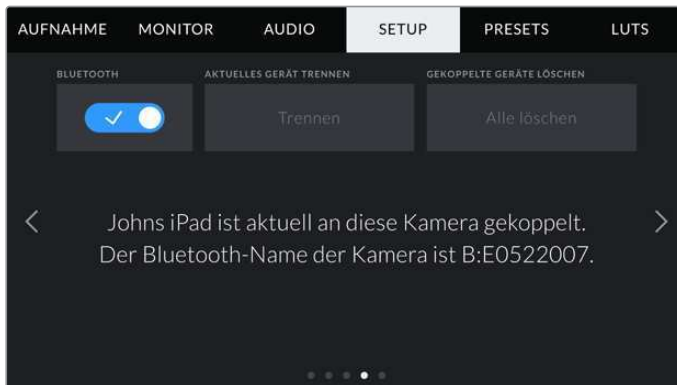 AUFNAHME MONITOR AUDIO SETUP PRESETS LUTS
BLUETOOTH AKTUELLES GERÄT TRENNEN GEKOPPELTE GERÄTE LÖSCHEN
Trennen Alle löschen
Johns iPad ist aktuell an diese Kamera gekoppelt.
Der Bluetooth-Name der Kamera ist B:E0522007.